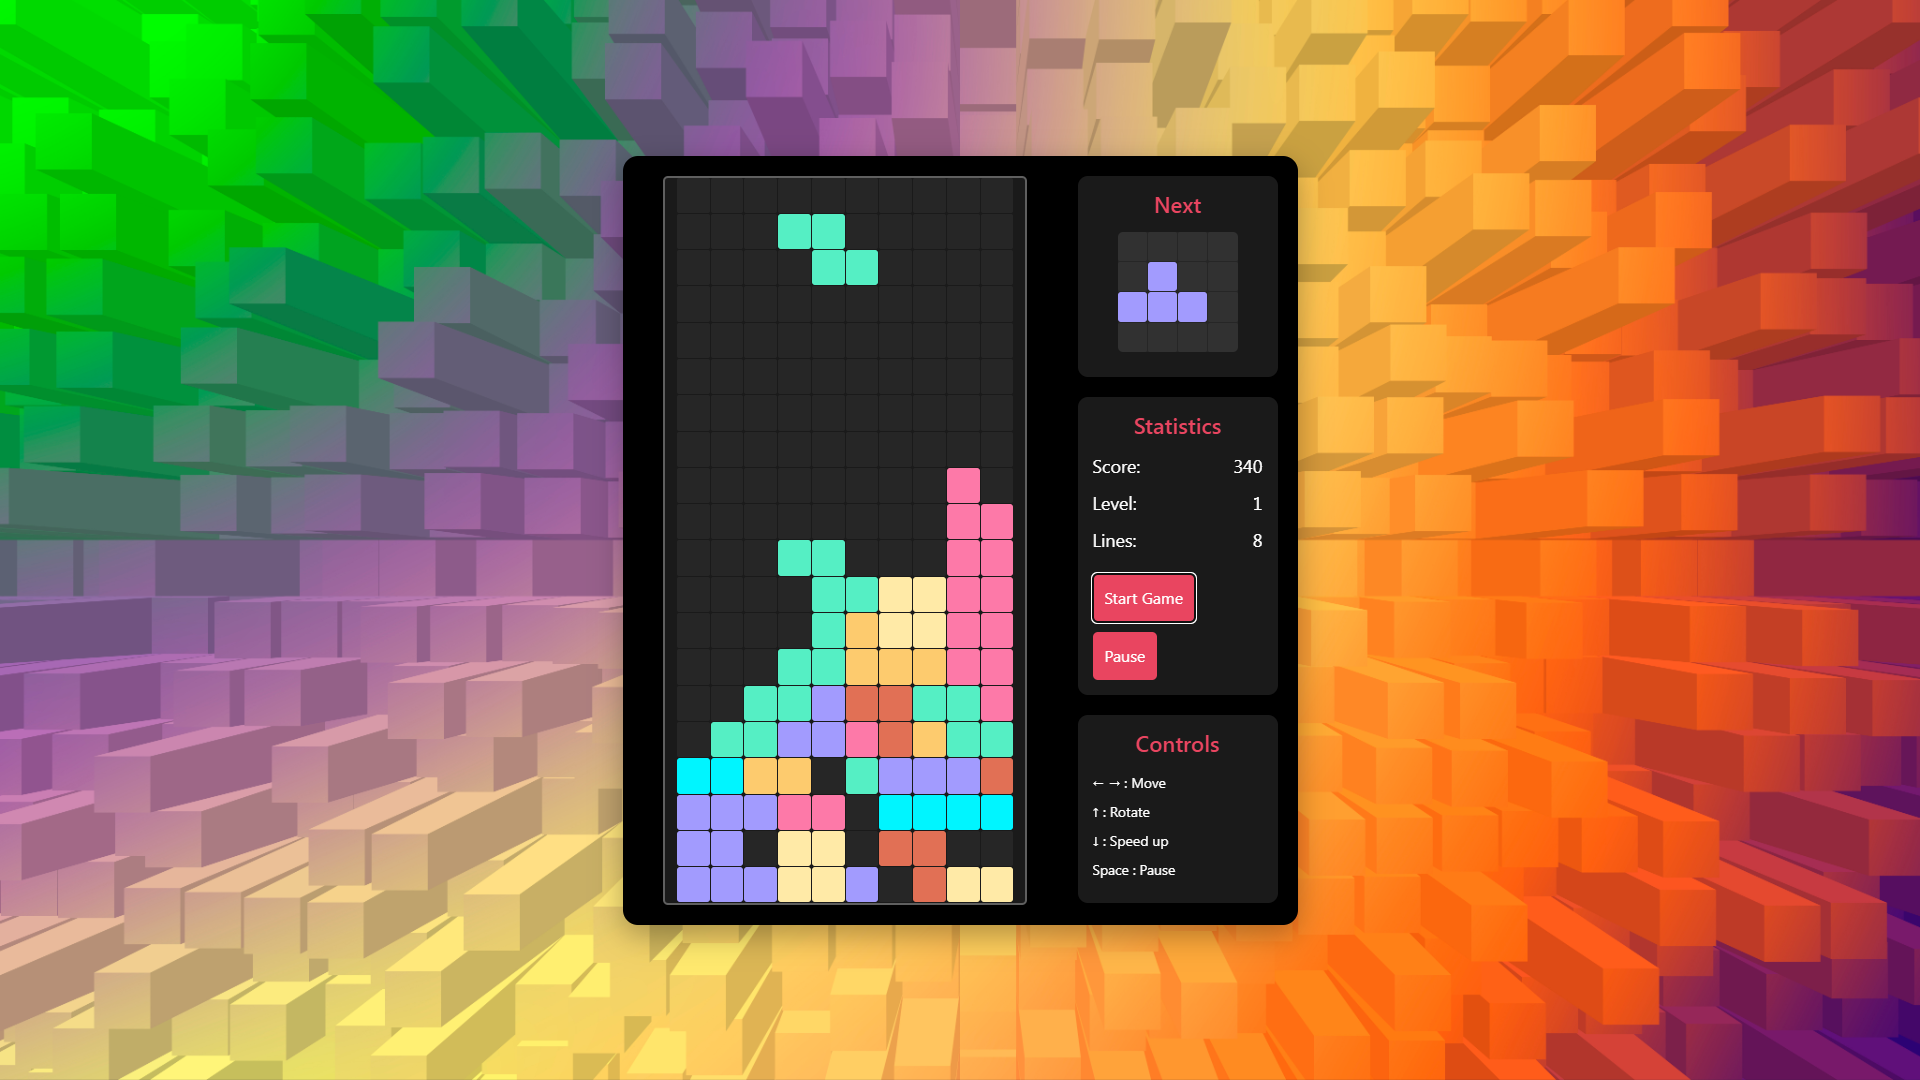 Next
Statistics
Score: 340
Level: 1
Lines: 8
Start Game
Pause
Controls
← → : Move
↑ : Rotate
↓ : Speed up
Space : Pause